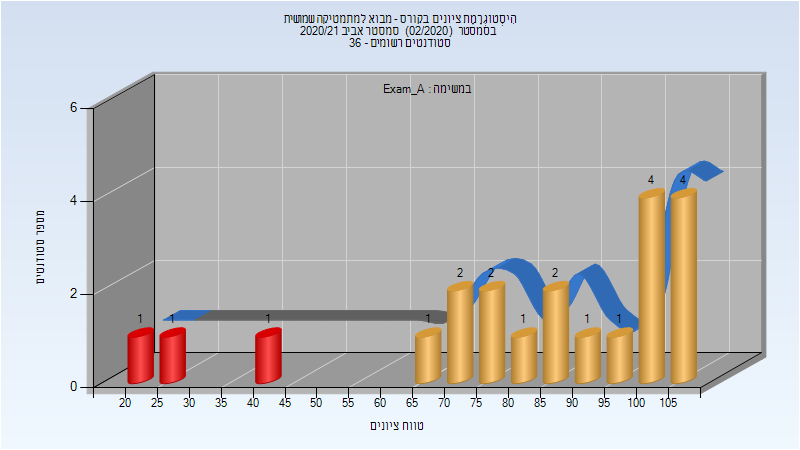 היסטוגרמת ציונים בקורס - מבוא למתמטיקה שמושית
בסמסטר (02/2020) סמסטר אביב 2020/21
סטודנטים רשומים - 36
במשימה : Exam_A
מספר סטודנטים
6
4
2
0
1 1 1 1 2 2 1 2 1 1 4 4
20 25 30 35 40 45 50 55 60 65 70 75 80 85 90 95 100 105
טווח ציונים